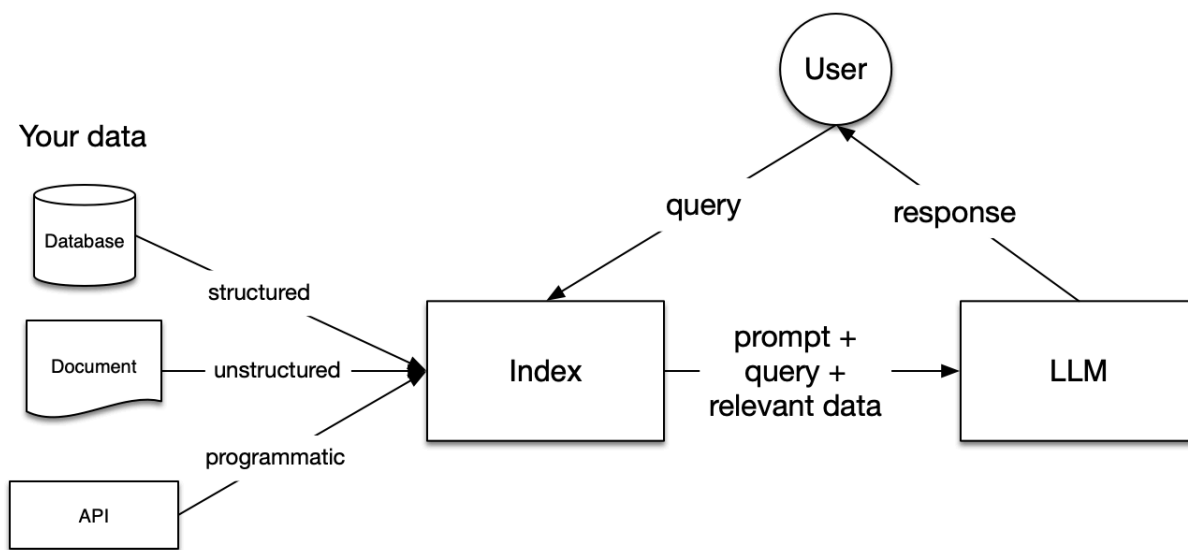 User
Your data
query
response
Database
structured
Document
unstructured
Index
prompt +
query +
relevant data
LLM
programmatic
API